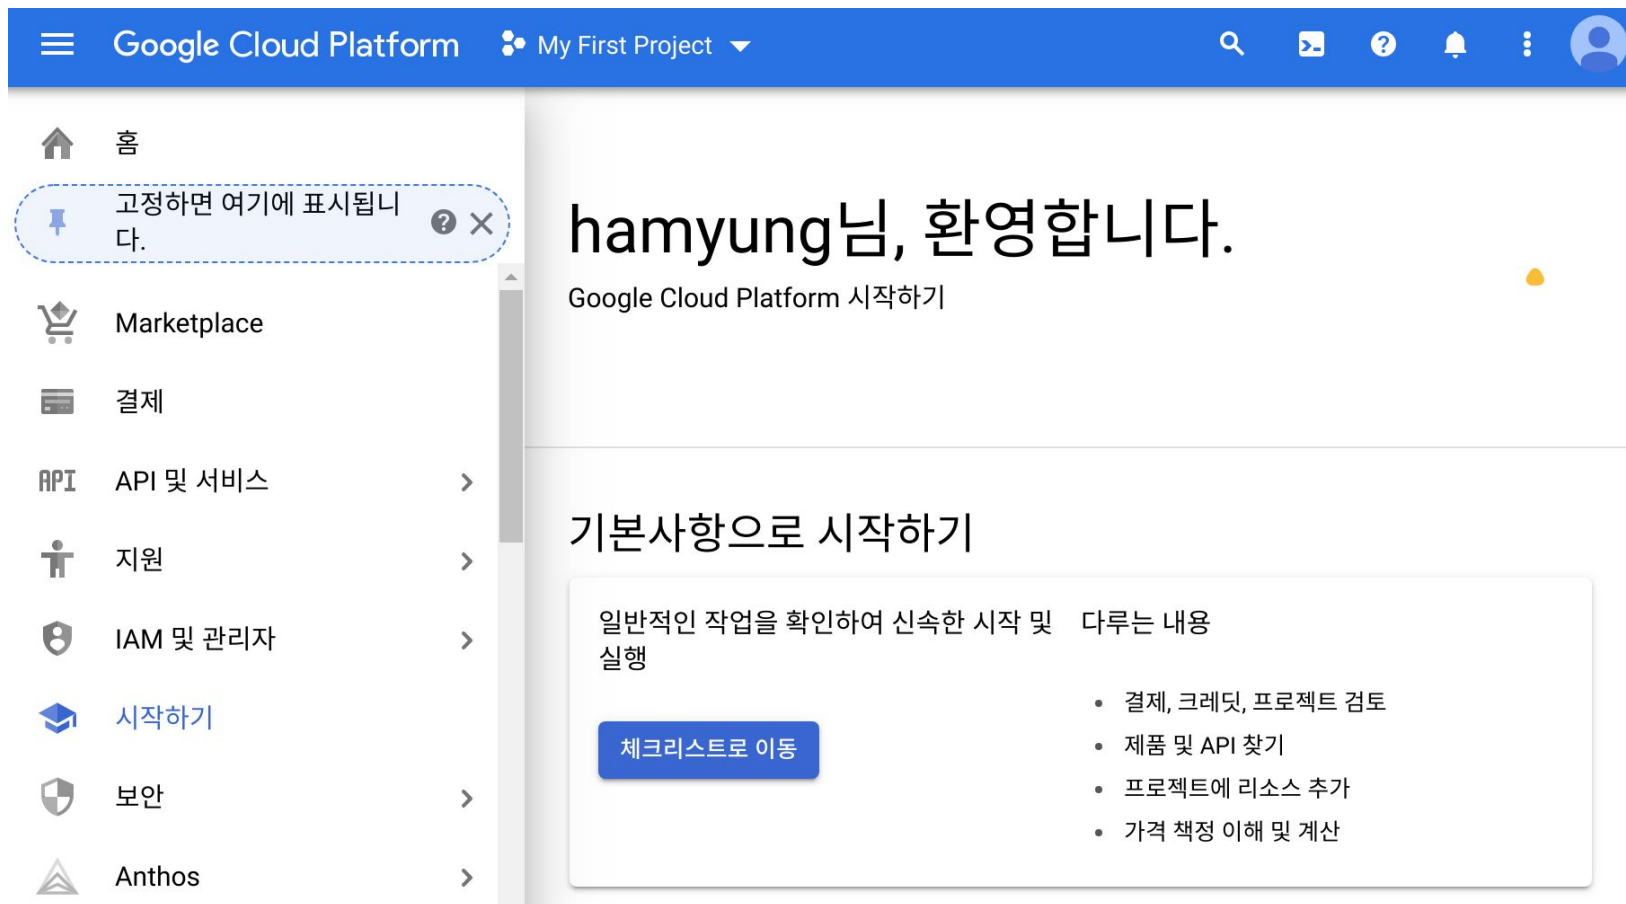 Google Cloud Platform
My First Project
홈
고정하면 여기에 표시됩니
다.
Marketplace
결제
API
API 및 서비스
지원
IAM 및 관리자
시작하기
보안
Anthos
hamyung님, 환영합니다.
Google Cloud Platform 시작하기
기본사항으로 시작하기
일반적인 작업을 확인하여 신속한 시작 및
실행
체크리스트로 이동
다루는 내용
• 결제, 크레딧, 프로젝트 검토
• 제품 및 API 찾기
• 프로젝트에 리소스 추가
• 가격 책정 이해 및 계산